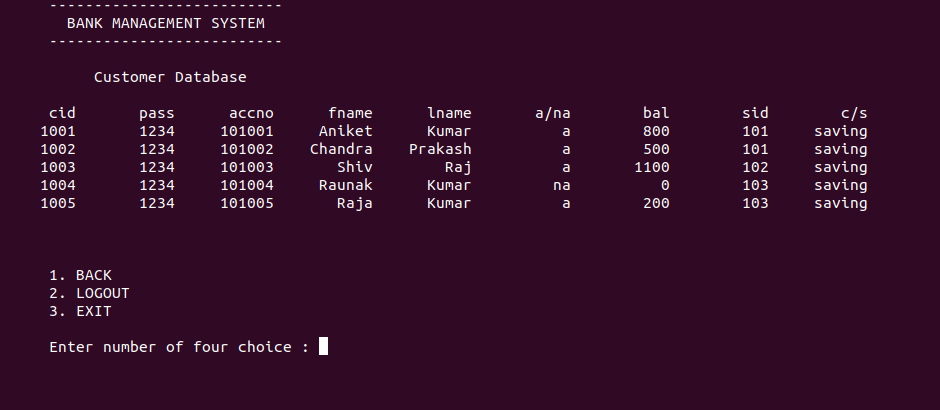 --------------------------
BANK MANAGEMENT SYSTEM
--------------------------
Customer Database
cid pass accno fname lname a/na bal sid c/s
1001 1234 101001 Aniket Kumar a 800 101 saving
1002 1234 101002 Chandra Prakash a 500 101 saving
1003 1234 101003 Shiv Raj a 1100 102 saving
1004 1234 101004 Raunak Kumar na 0 103 saving
1005 1234 101005 Raja Kumar a 200 103 saving
1. BACK
2. LOGOUT
3. EXIT
Enter number of four choice :